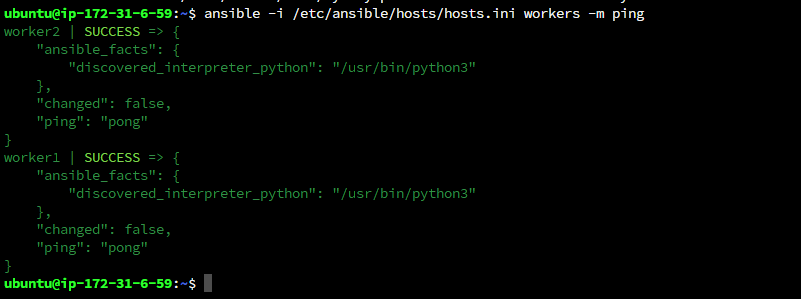 ubuntu@ip-172-31-6-59:~$ ansible -i /etc/ansible/hosts/hosts.ini workers -m ping
worker2 | SUCCESS => {
    "ansible_facts": {
        "discovered_interpreter_python": "/usr/bin/python3"
    },
    "changed": false,
    "ping": "pong"
}
worker1 | SUCCESS => {
    "ansible_facts": {
        "discovered_interpreter_python": "/usr/bin/python3"
    },
    "changed": false,
    "ping": "pong"
}
ubuntu@ip-172-31-6-59:~$